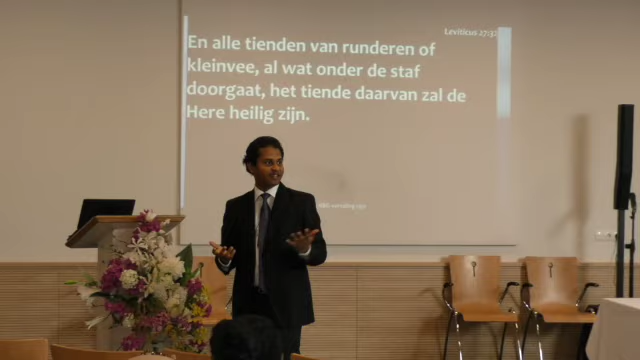 Leviticus 27:32
En alle tienden van runderen of
kleinvee, al wat onder de staf
doorgaat, het tiende daarvan zal de
Here heilig zijn.